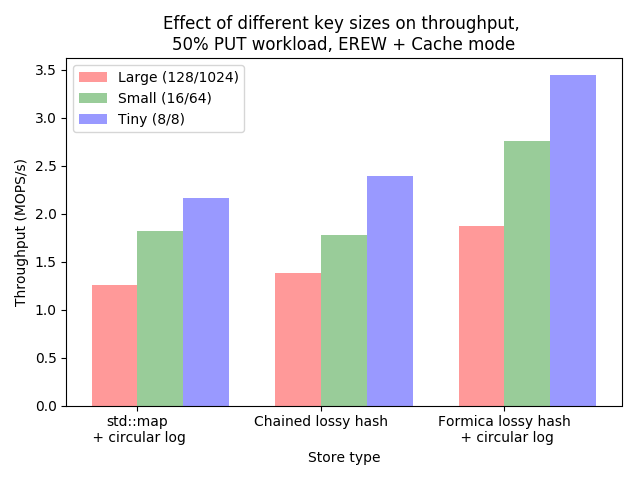 Effect of different key sizes on throughput,
50% PUT workload, EREW + Cache mode
Large (128/1024)
Small (16/64)
Tiny (8/8)
Throughput (MOPS/s)
3.5
3.0
2.5
2.0
1.5
1.0
0.5
0.0
std::map
+ circular log
Chained lossy hash
Formica lossy hash
+ circular log
Store type